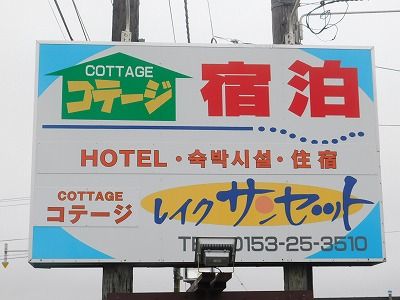 COTTAGE
コテージ
宿泊
HOTEL・숙박시설・住宿
COTTAGE
コテージ
レイク サンセット
TEL 0153-25-3510